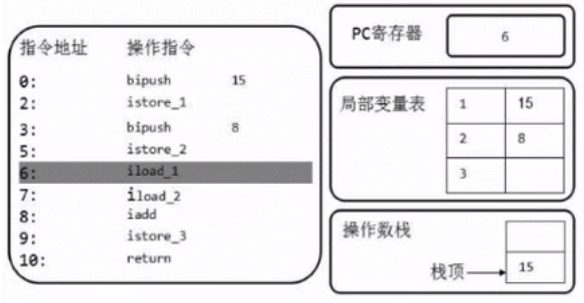 指令地址 操作指令
0: bipush 15
2: istore_1
3: bipush 8
5: istore_2
6: iload_1
7: iload_2
8: iadd
9: istore_3
10: return
PC寄存器 6
局部变量表 1 15
2 8
3
操作数栈
栈顶 15